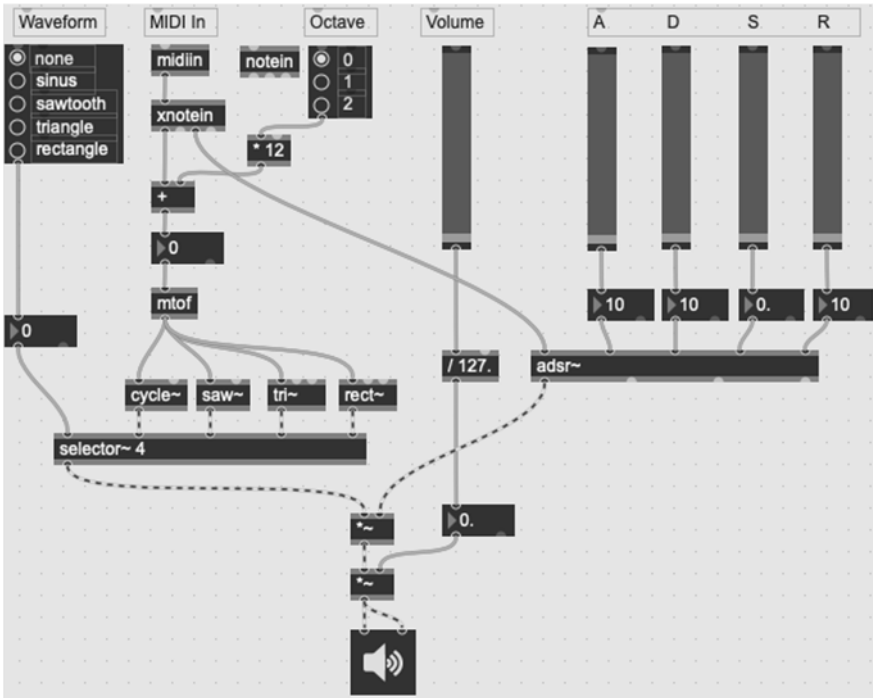 Waveform
MIDI In
Octave
Volume
A D S R
none
sinus
sawtooth
triangle
rectangle
midiin
notein
0
1
2
xnotein
* 12
+
0
mtof
0
10
10
0.
10
/ 127.
adsr~
cycle~
saw~
tri~
rect~
selector~ 4
*~
0.
*~